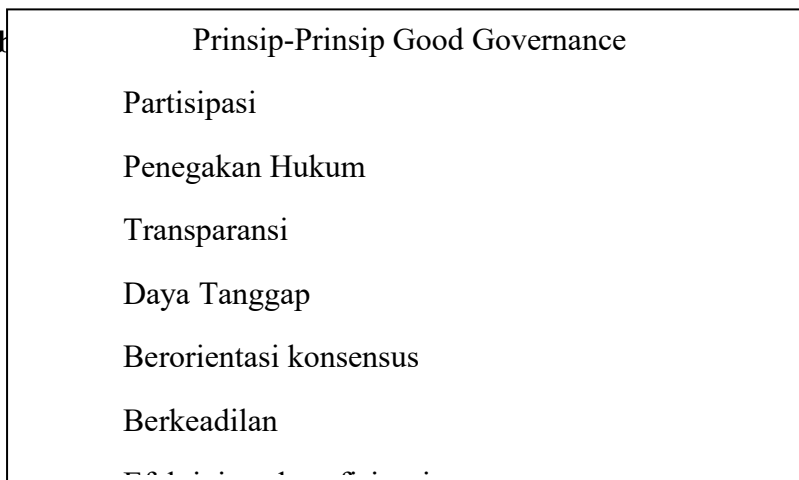 Prinsip-Prinsip Good Governance
Partisipasi
Penegakan Hukum
Transparansi
Daya Tanggap
Berorientasi konsensus
Berkeadilan